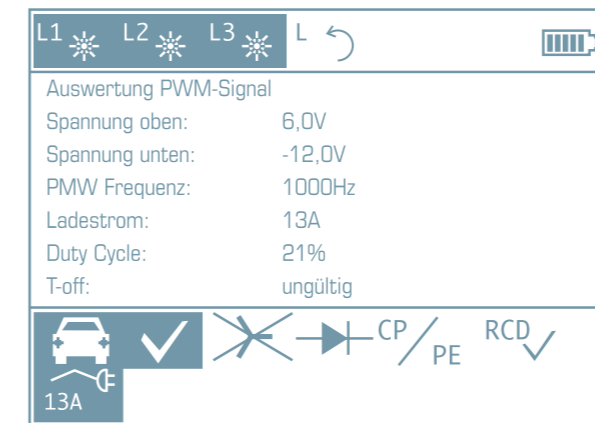 L1 L2 L3 L
Auswertung PWM-Signal
Spannung oben: 6,0V
Spannung unten: -12,0V
PMW Frequenz: 1000Hz
Ladestrom: 13A
Duty Cycle: 21%
T-off: ungültig
CP/PE RCD
13A